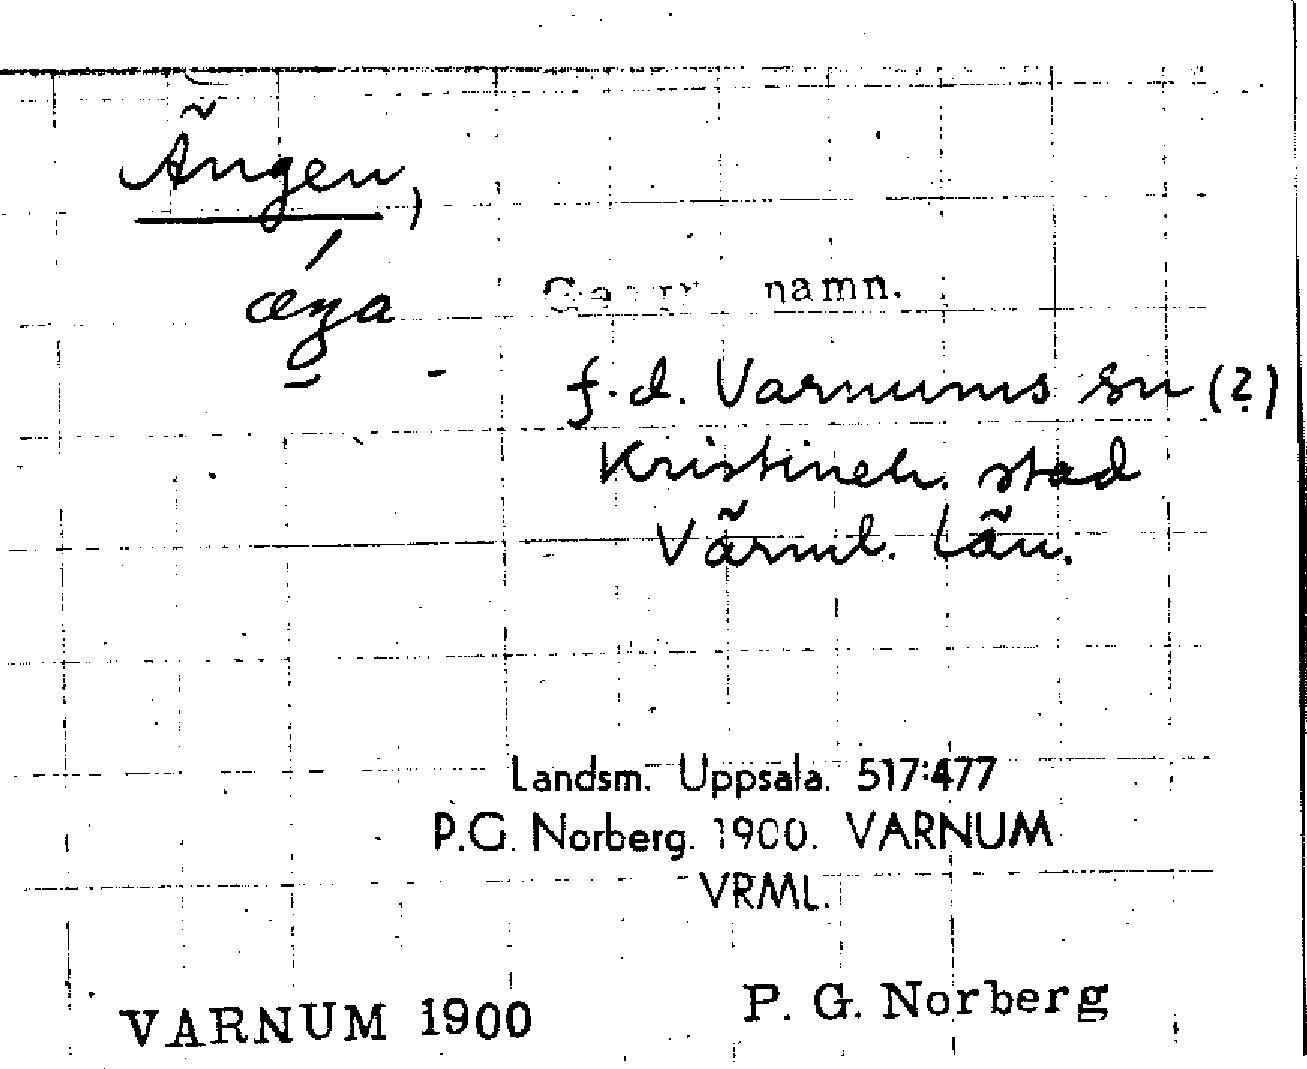 Ängen,
Geogr. namn.
f.d. Varnums sn (?)
Kristineh. stad
Värml. län.
Landsm. Uppsala. 517:477
P.G. Norberg. 1900. VARNUM
VRML.
VARNUM 1900 P. G. Norberg